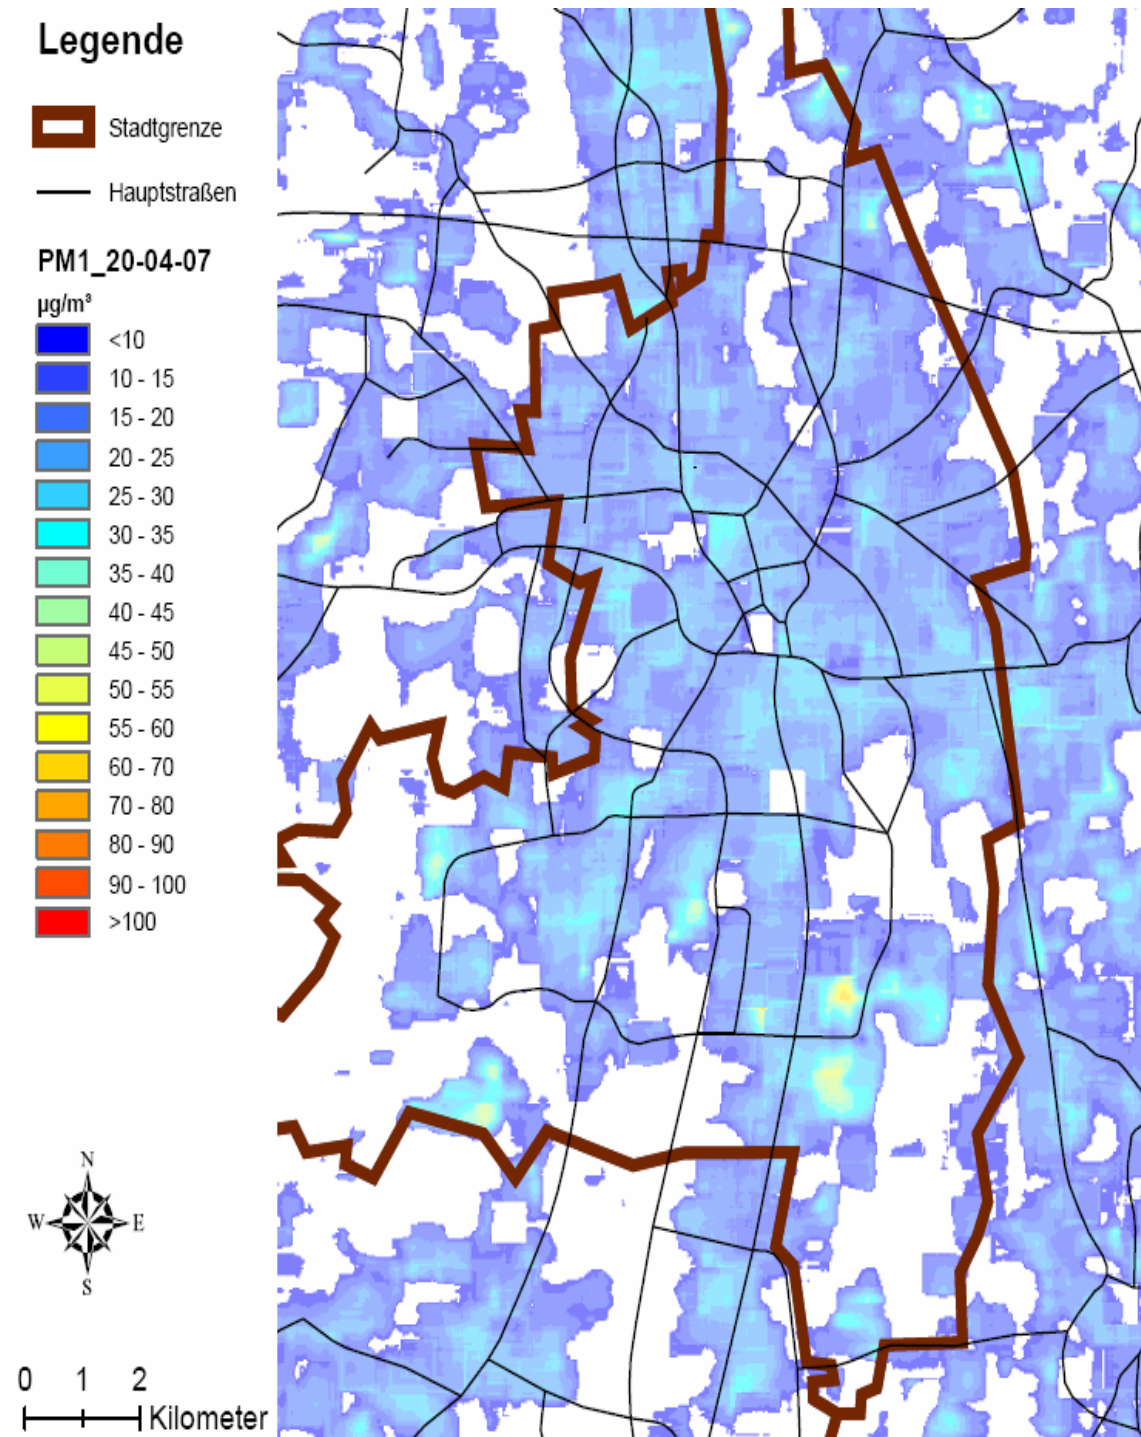 Legende
Stadtgrenze
Hauptstraßen
PM1_20-04-07
µg/m³
<10
10 - 15
15 - 20
20 - 25
25 - 30
30 - 35
35 - 40
40 - 45
45 - 50
50 - 55
55 - 60
60 - 70
70 - 80
80 - 90
90 - 100
>100
N
W E
S
0 1 2
Kilometer